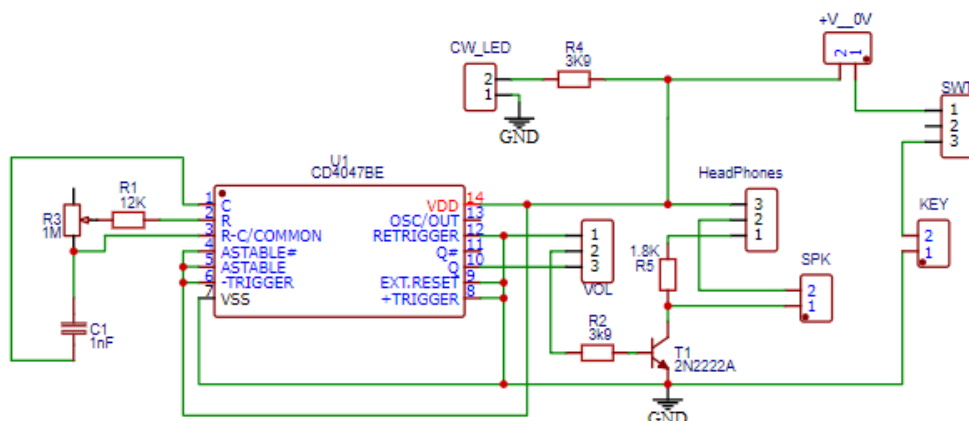 +V__0V
2 1
CW_LED
2
1
R4
3K9
GND
SWT
1
2
3
U1
CD4047BE
1 C
2 R
3 R-C/COMMON
4 ASTABLE#
5 ASTABLE
6 -TRIGGER
7 VSS
VDD 14
OSC/OUT 13
RETRIGGER 12
Q# 11
Q 10
EXT.RESET 9
+TRIGGER 8
R1
12K
R3
1M
C1
1nF
HeadPhones
3
2
1
KEY
2
1
1
2
3
VOL
1.8K
R5
SPK
2
1
R2
3k9
T1
2N2222A
GND